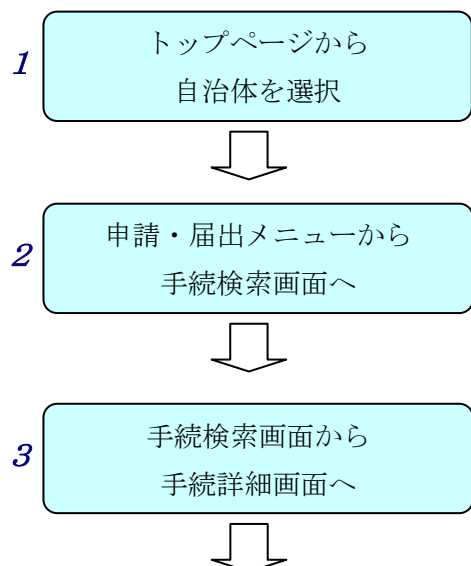 1
トップページから
自治体を選択
2
申請・届出メニューから
手続検索画面へ
3
手続検索画面から
手続詳細画面へ